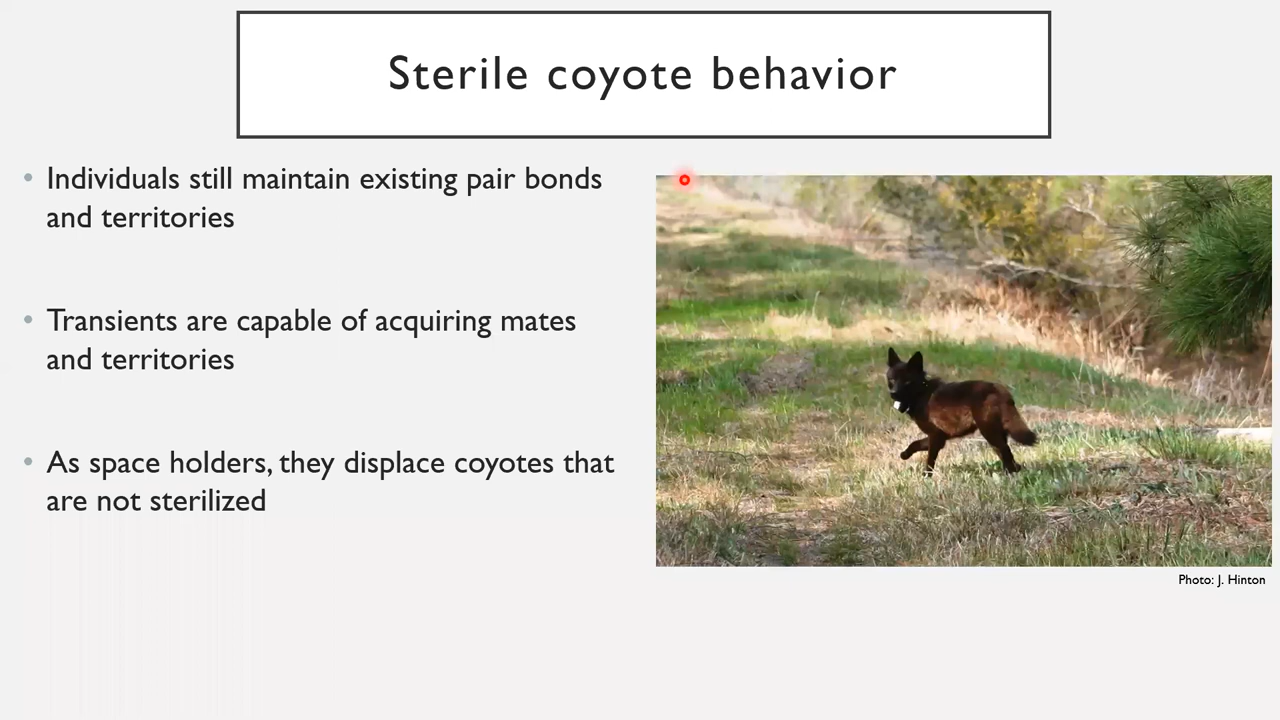 Sterile coyote behavior
• Individuals still maintain existing pair bonds
and territories
• Transients are capable of acquiring mates
and territories
• As space holders, they displace coyotes that
are not sterilized
Photo: J. Hinton